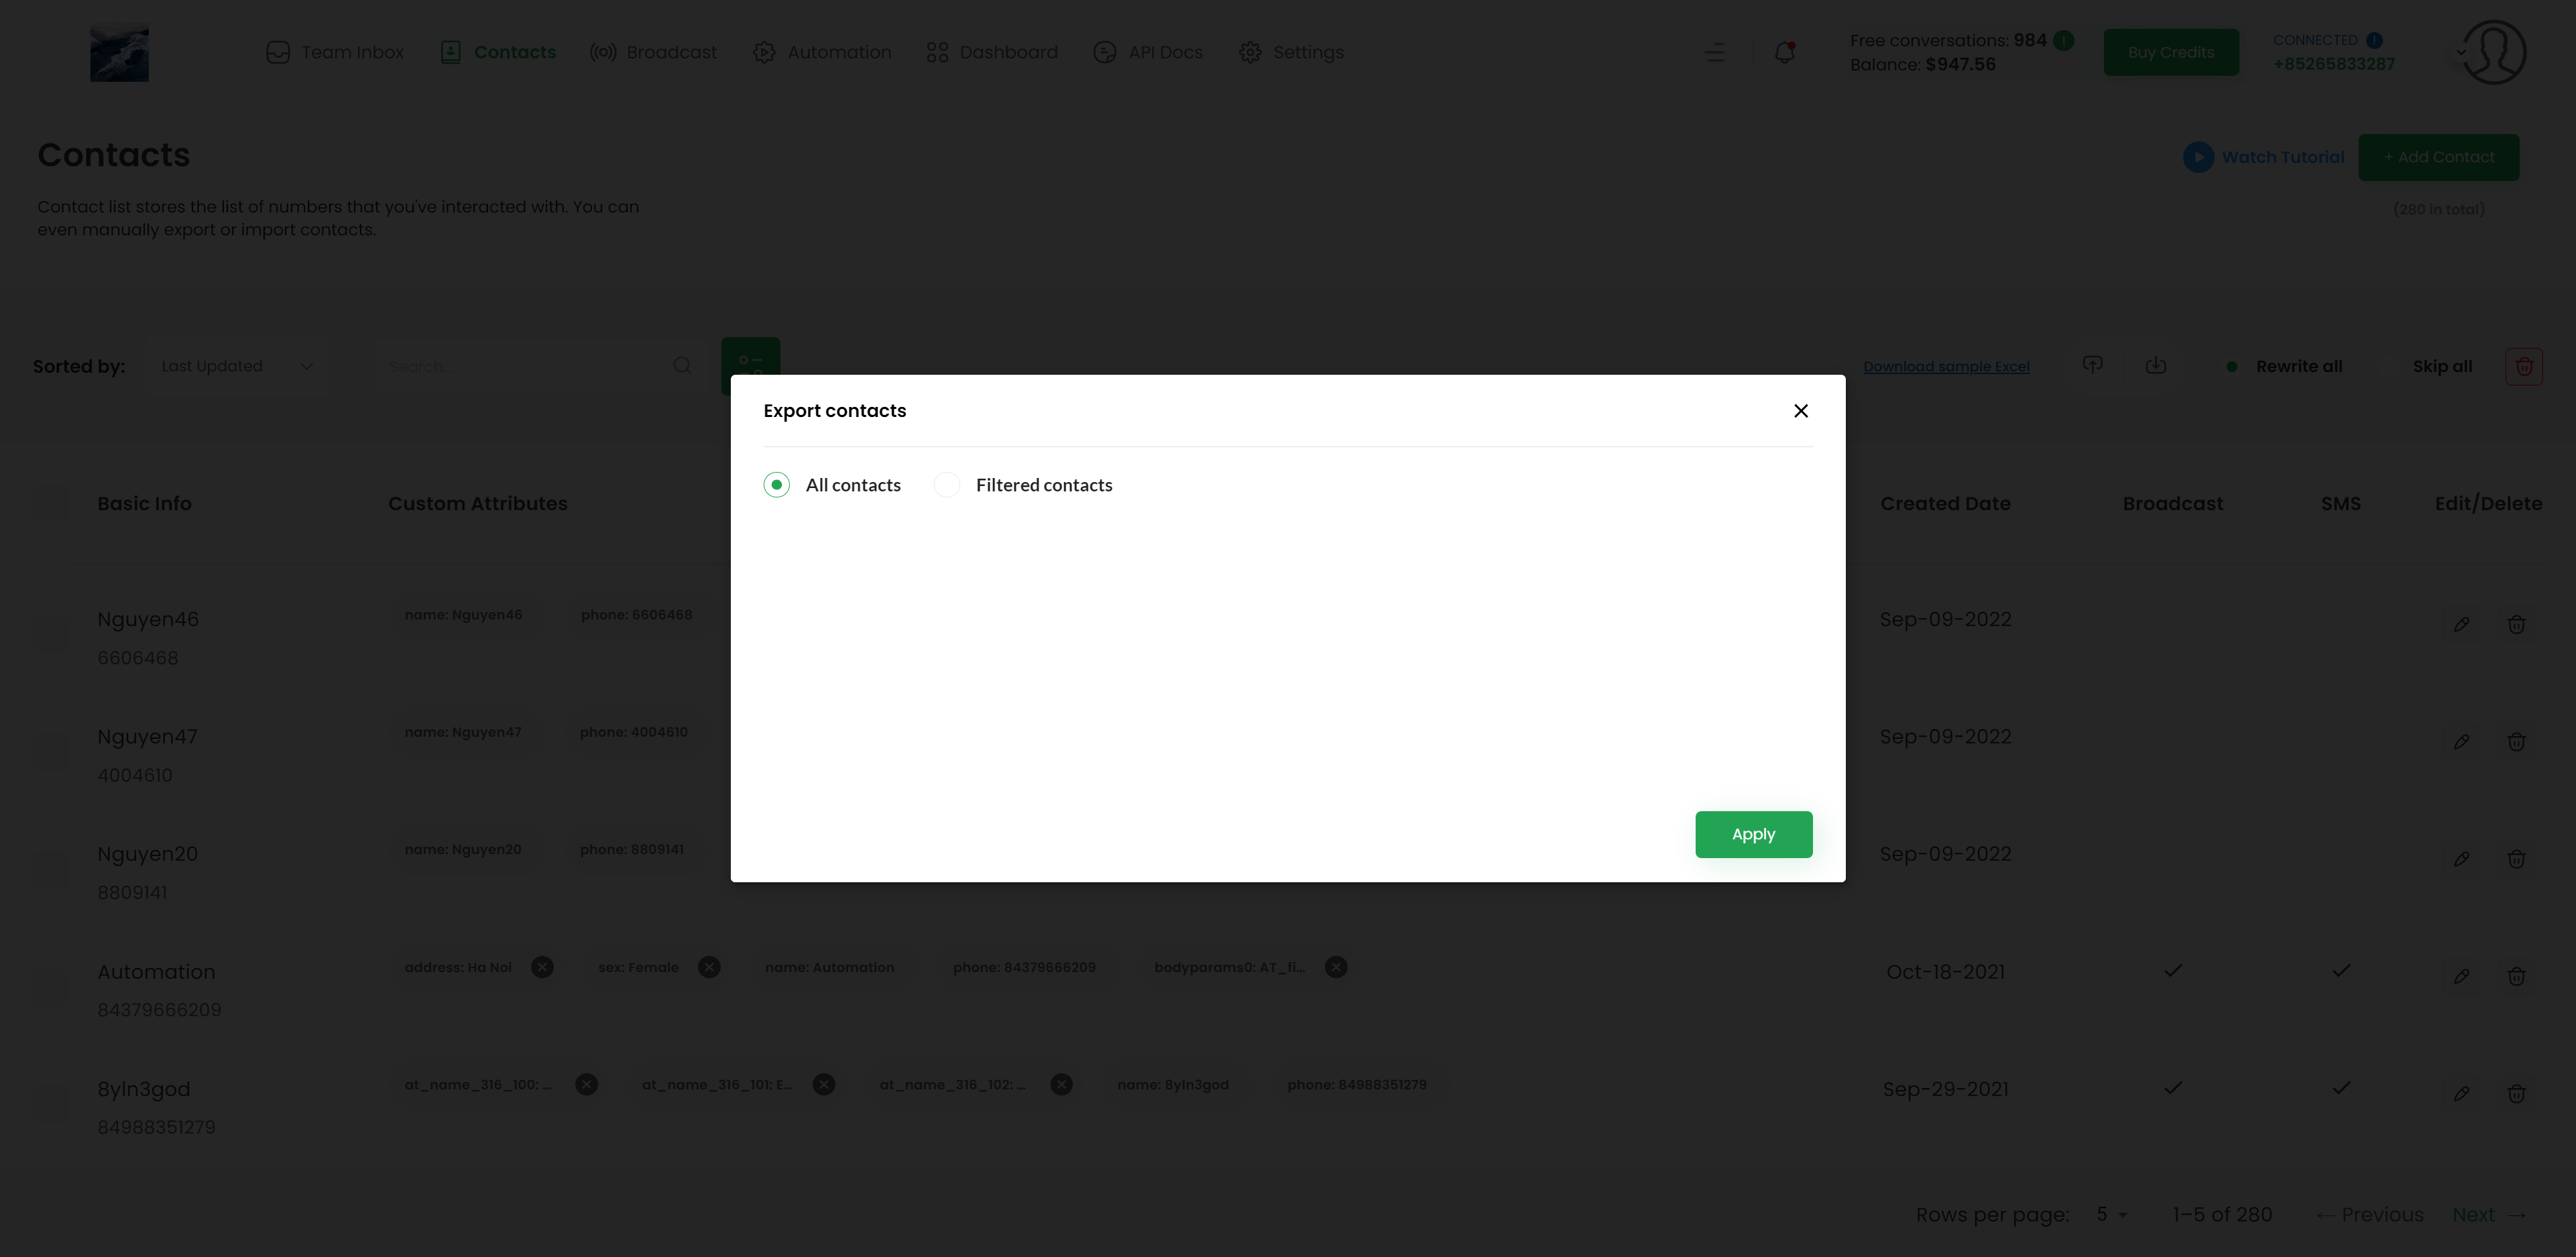 Team Inbox Contacts Broadcast Automation Dashboard API Docs Settings
Free conversations: 984
Balance: $947.56
Buy Credits
CONNECTED
+85265833287
Contacts
Contact list stores the list of numbers that you've interacted with. You can
even manually export or import contacts.
Watch Tutorial
+ Add Contact
(280 in total)
Sorted by: Last Updated Search... Download sample Excel Rewrite all Skip all
Export contacts
All contacts Filtered contacts
Apply
Basic Info Custom Attributes Created Date Broadcast SMS Edit/Delete
Nguyen46 name: Nguyen46 phone: 6606468 Sep-09-2022
6606468
Nguyen47 name: Nguyen47 phone: 4004610 Sep-09-2022
4004610
Nguyen20 name: Nguyen20 phone: 8809141 Sep-09-2022
8809141
Automation address: Ha Noi sex: Female name: Automation phone: 84379666209 bodyparams0: AT_fi... Oct-18-2021
84379666209
8yln3god at_name_316_100: ... at_name_316_101: E... at_name_316_102: ... name: 8yln3god phone: 84988351279 Sep-29-2021
84988351279
Rows per page: 5 1–5 of 280 ← Previous Next →